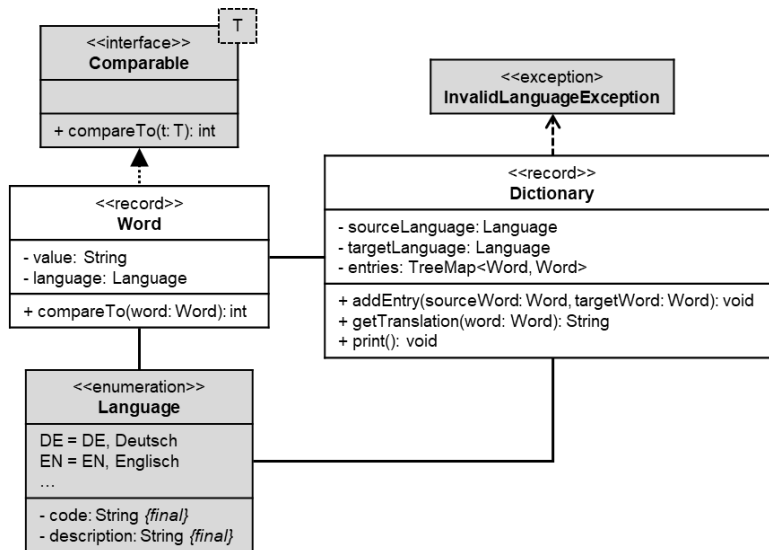 T
<<interface>>
Comparable
+ compareTo(t: T): int
<<exception>
InvalidLanguageException
<<record>>
Word
- value: String
- language: Language
+ compareTo(word: Word): int
<<record>>
Dictionary
- sourceLanguage: Language
- targetLanguage: Language
- entries: TreeMap<Word, Word>
+ addEntry(sourceWord: Word, targetWord: Word): void
+ getTranslation(word: Word): String
+ print(): void
<<enumeration>>
Language
DE = DE, Deutsch
EN = EN, Englisch
…
- code: String {final}
- description: String {final}